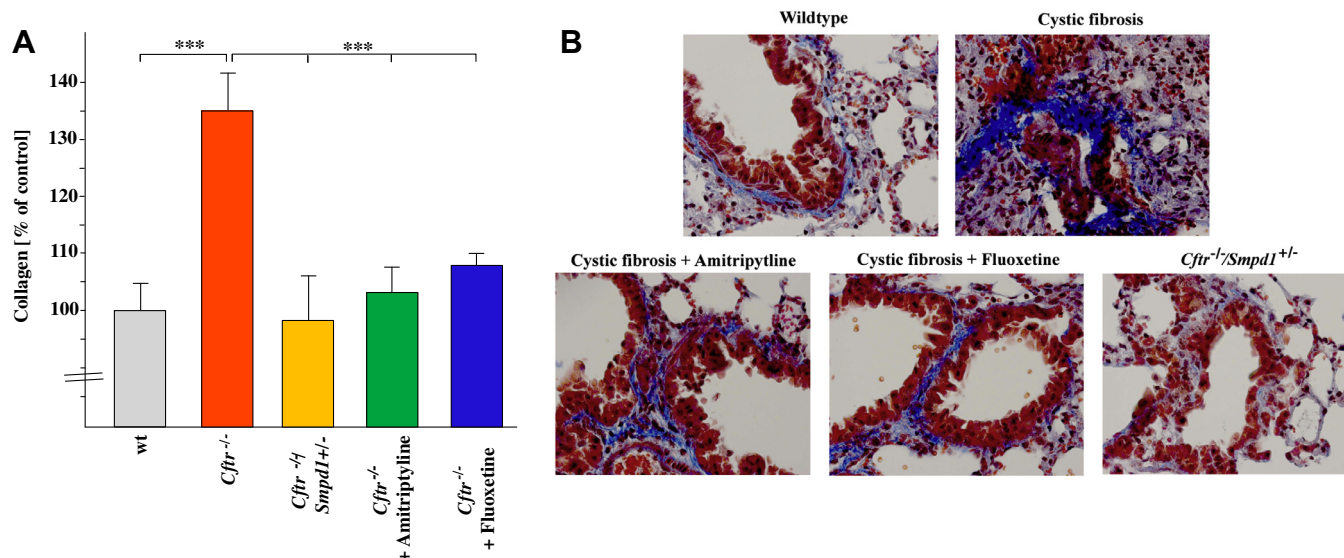 A
***
***
Collagen [% of control]
140
130
120
110
100
wt
Cftr -/-
Cftr -/-/
Smpd1+/-
Cftr -/-
+ Amitriptyline
Cftr -/-
+ Fluoxetine
B
Wildtype
Cystic fibrosis
Cystic fibrosis + Amitripytline
Cystic fibrosis + Fluoxetine
Cftr-/-/Smpd1+/-